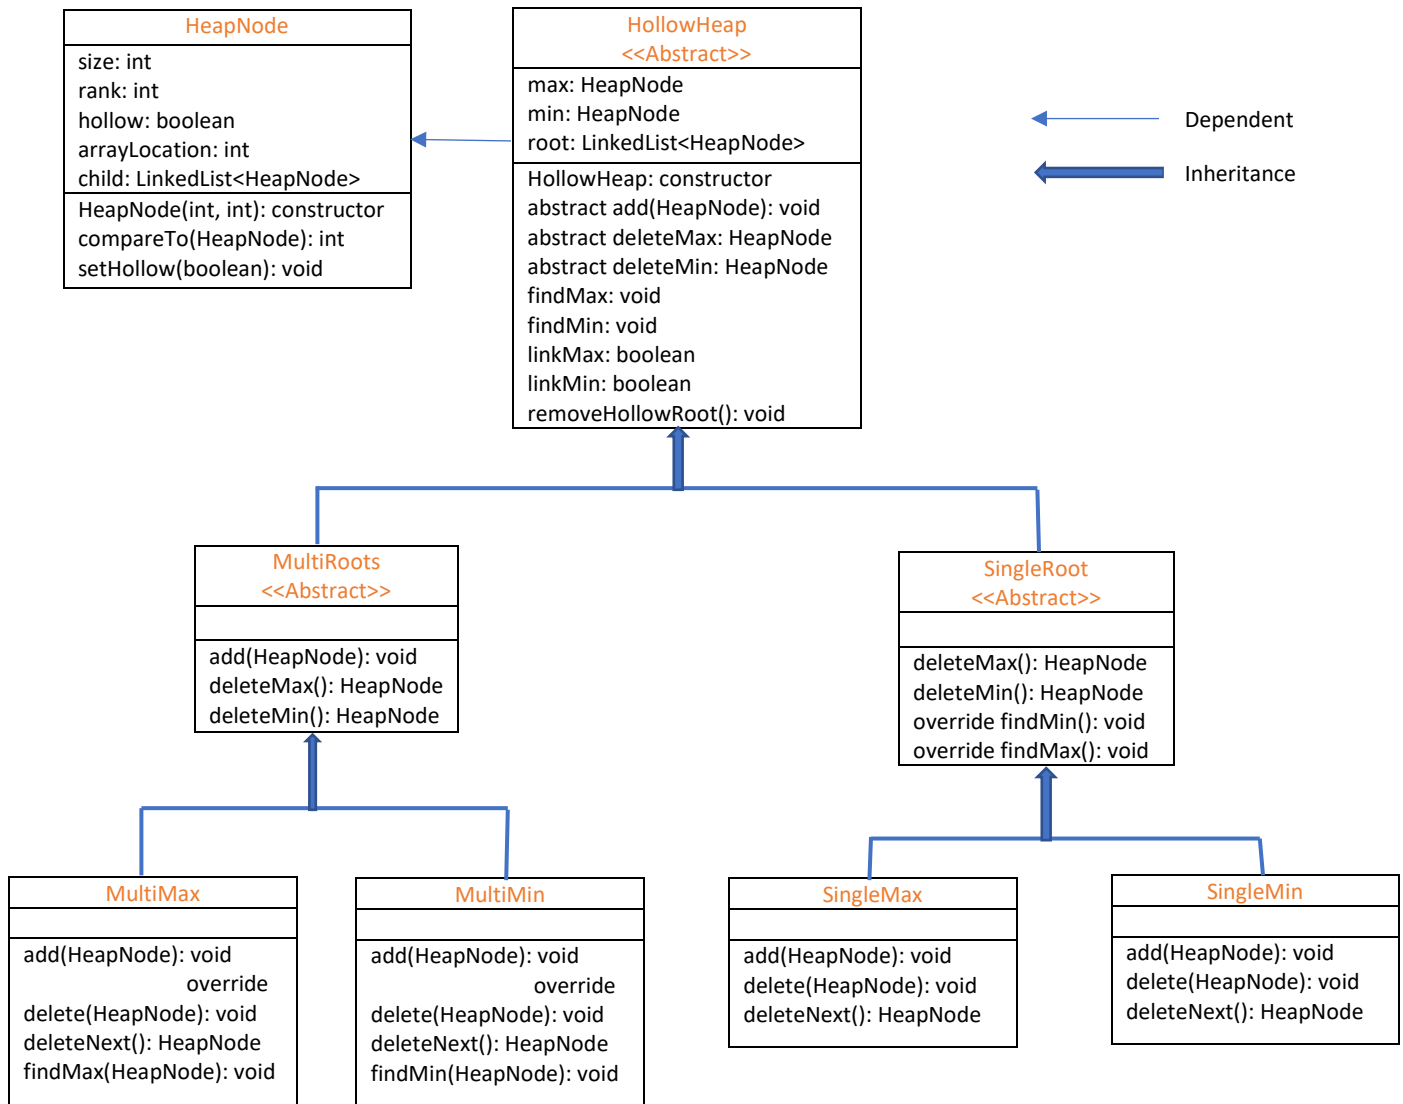 HeapNode
size: int
rank: int
hollow: boolean
arrayLocation: int
child: LinkedList<HeapNode>
HeapNode(int, int): constructor
compareTo(HeapNode): int
setHollow(boolean): void
HollowHeap
<<Abstract>>
max: HeapNode
min: HeapNode
root: LinkedList<HeapNode>
HollowHeap: constructor
abstract add(HeapNode): void
abstract deleteMax: HeapNode
abstract deleteMin: HeapNode
findMax: void
findMin: void
linkMax: boolean
linkMin: boolean
removeHollowRoot(): void
Dependent
Inheritance
MultiRoots
<<Abstract>>
add(HeapNode): void
deleteMax(): HeapNode
deleteMin(): HeapNode
SingleRoot
<<Abstract>>
deleteMax(): HeapNode
deleteMin(): HeapNode
override findMin(): void
override findMax(): void
MultiMax
add(HeapNode): void
override
delete(HeapNode): void
deleteNext(): HeapNode
findMax(HeapNode): void
MultiMin
add(HeapNode): void
override
delete(HeapNode): void
deleteNext(): HeapNode
findMin(HeapNode): void
SingleMax
add(HeapNode): void
delete(HeapNode): void
deleteNext(): HeapNode
SingleMin
add(HeapNode): void
delete(HeapNode): void
deleteNext(): HeapNode